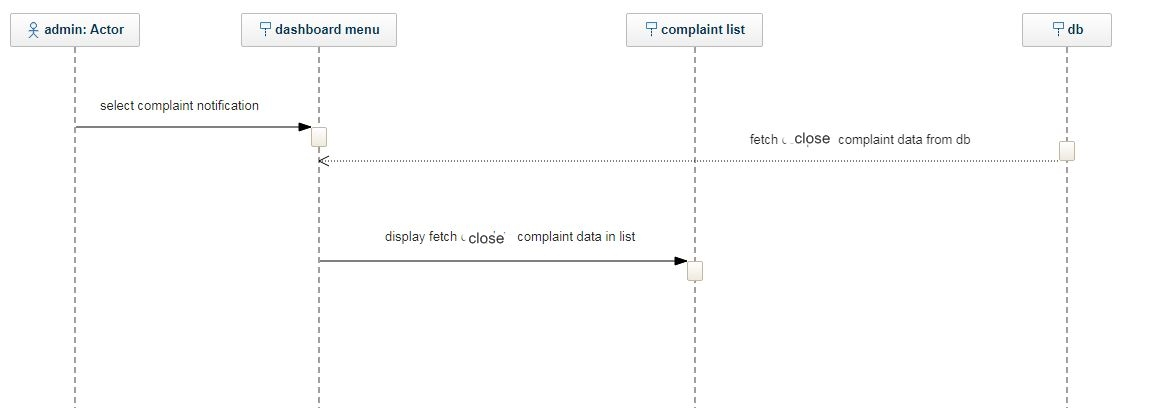 admin: Actor
dashboard menu
complaint list
db
select complaint notification
fetch close complaint data from db
display fetch close complaint data in list